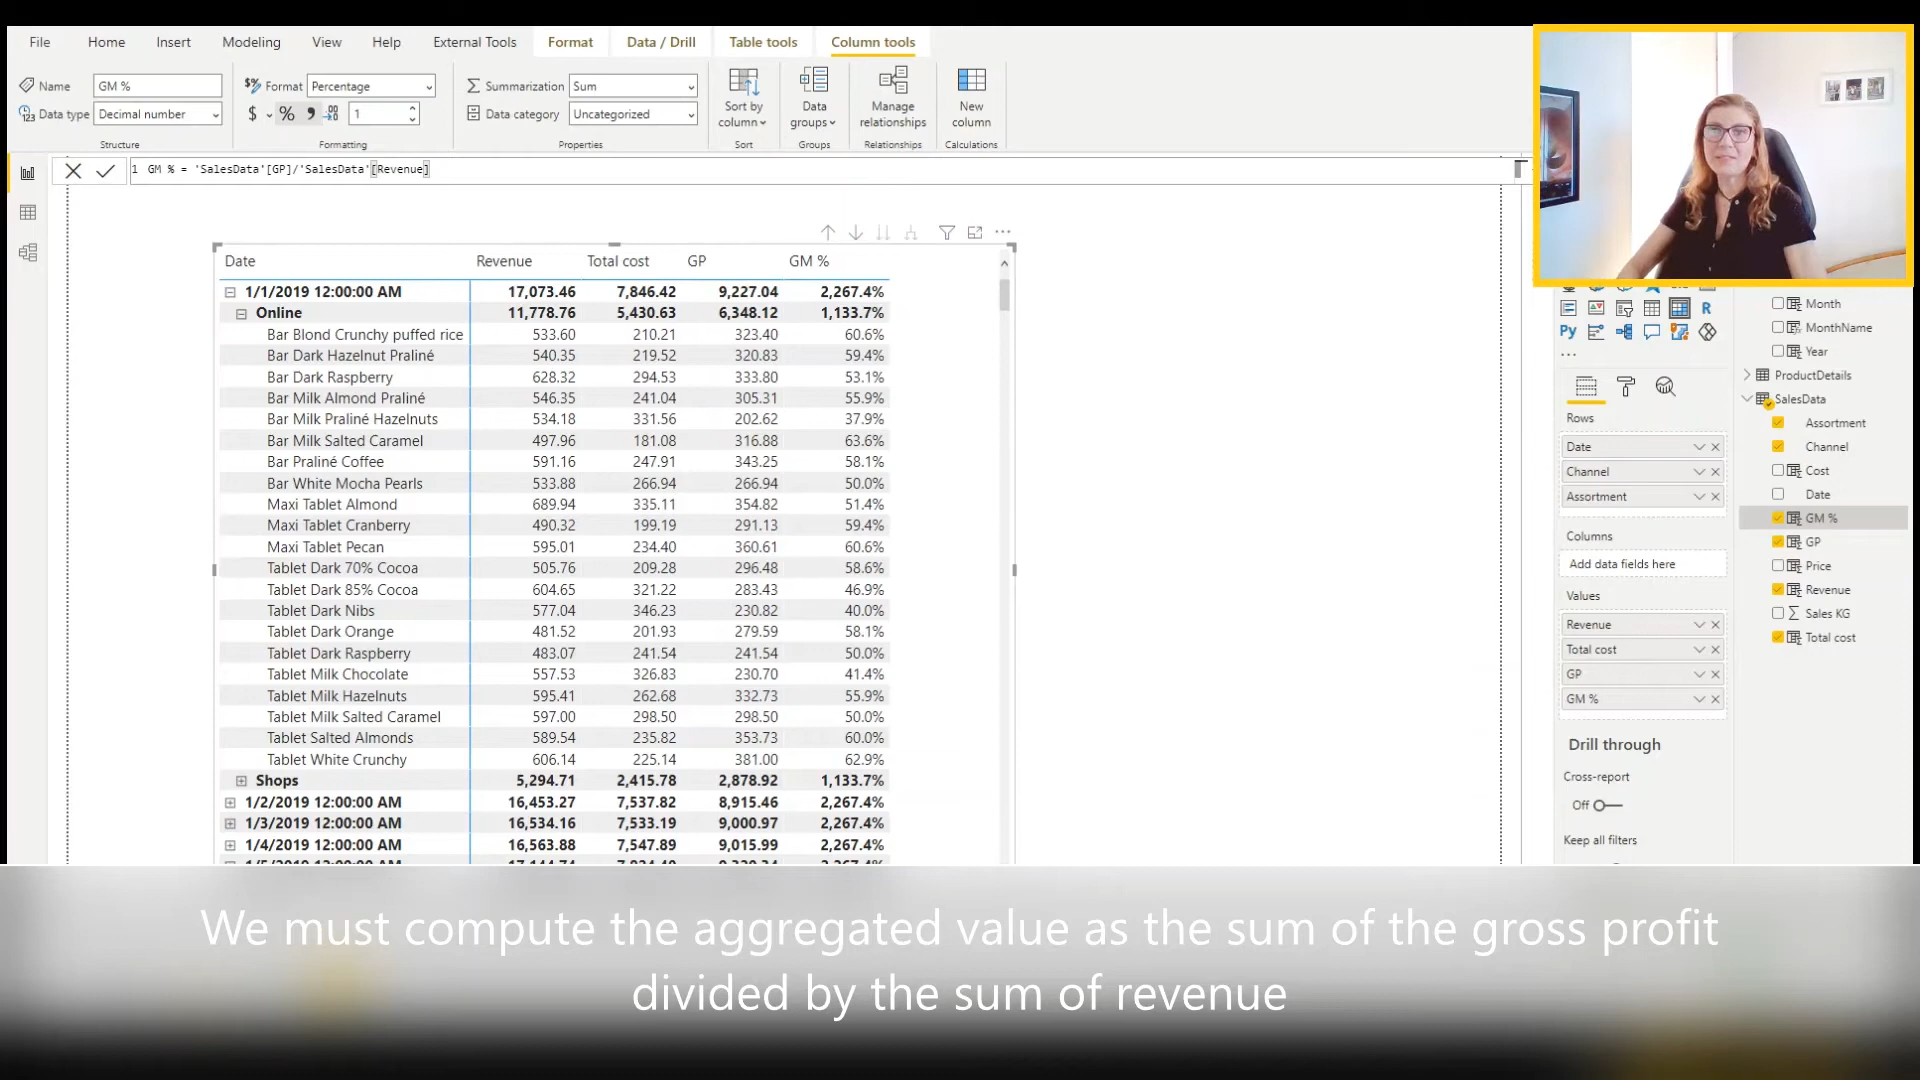 File Home Insert Modeling View Help External Tools Format Data / Drill Table tools Column tools
Name GM % Format Percentage Summarization Sum
Data type Decimal number $ % 1 Data category Uncategorized
Sort by column Data groups Manage relationships New column
Structure Formatting Properties Sort Groups Relationships Calculations
1 GM % = 'SalesData'[GP]/'SalesData'[Revenue]
Date Revenue Total cost GP GM %
1/1/2019 12:00:00 AM 17,073.46 7,846.42 9,227.04 2,267.4%
Online 11,778.76 5,430.63 6,348.12 1,133.7%
Bar Blond Crunchy puffed rice 533.60 210.21 323.40 60.6%
Bar Dark Hazelnut Praliné 540.35 219.52 320.83 59.4%
Bar Dark Raspberry 628.32 294.53 333.80 53.1%
Bar Milk Almond Praliné 546.35 241.04 305.31 55.9%
Bar Milk Praliné Hazelnuts 534.18 331.56 202.62 37.9%
Bar Milk Salted Caramel 497.96 181.08 316.88 63.6%
Bar Praliné Coffee 591.16 247.91 343.25 58.1%
Bar White Mocha Pearls 533.88 266.94 266.94 50.0%
Maxi Tablet Almond 689.94 335.11 354.82 51.4%
Maxi Tablet Cranberry 490.32 199.19 291.13 59.4%
Maxi Tablet Pecan 595.01 234.40 360.61 60.6%
Tablet Dark 70% Cocoa 505.76 209.28 296.48 58.6%
Tablet Dark 85% Cocoa 604.65 321.22 283.43 46.9%
Tablet Dark Nibs 577.04 346.23 230.82 40.0%
Tablet Dark Orange 481.52 201.93 279.59 58.1%
Tablet Dark Raspberry 483.07 241.54 241.54 50.0%
Tablet Milk Chocolate 557.53 326.83 230.70 41.4%
Tablet Milk Hazelnuts 595.41 262.68 332.73 55.9%
Tablet Milk Salted Caramel 597.00 298.50 298.50 50.0%
Tablet Salted Almonds 589.54 235.82 353.73 60.0%
Tablet White Crunchy 606.14 225.14 381.00 62.9%
Shops 5,294.71 2,415.78 2,878.92 1,133.7%
1/2/2019 12:00:00 AM 16,453.27 7,537.82 8,915.46 2,267.4%
1/3/2019 12:00:00 AM 16,534.16 7,533.19 9,000.97 2,267.4%
1/4/2019 12:00:00 AM 16,563.88 7,547.89 9,015.99 2,267.4%
R
Py
Rows
Date
Channel
Assortment
Columns
Add data fields here
Values
Revenue
Total cost
GP
GM %
Drill through
Cross-report
Off
Keep all filters
Month
MonthName
Year
ProductDetails
SalesData
Assortment
Channel
Cost
Date
GM %
GP
Price
Revenue
Sales KG
Total cost
We must compute the aggregated value as the sum of the gross profit
divided by the sum of revenue